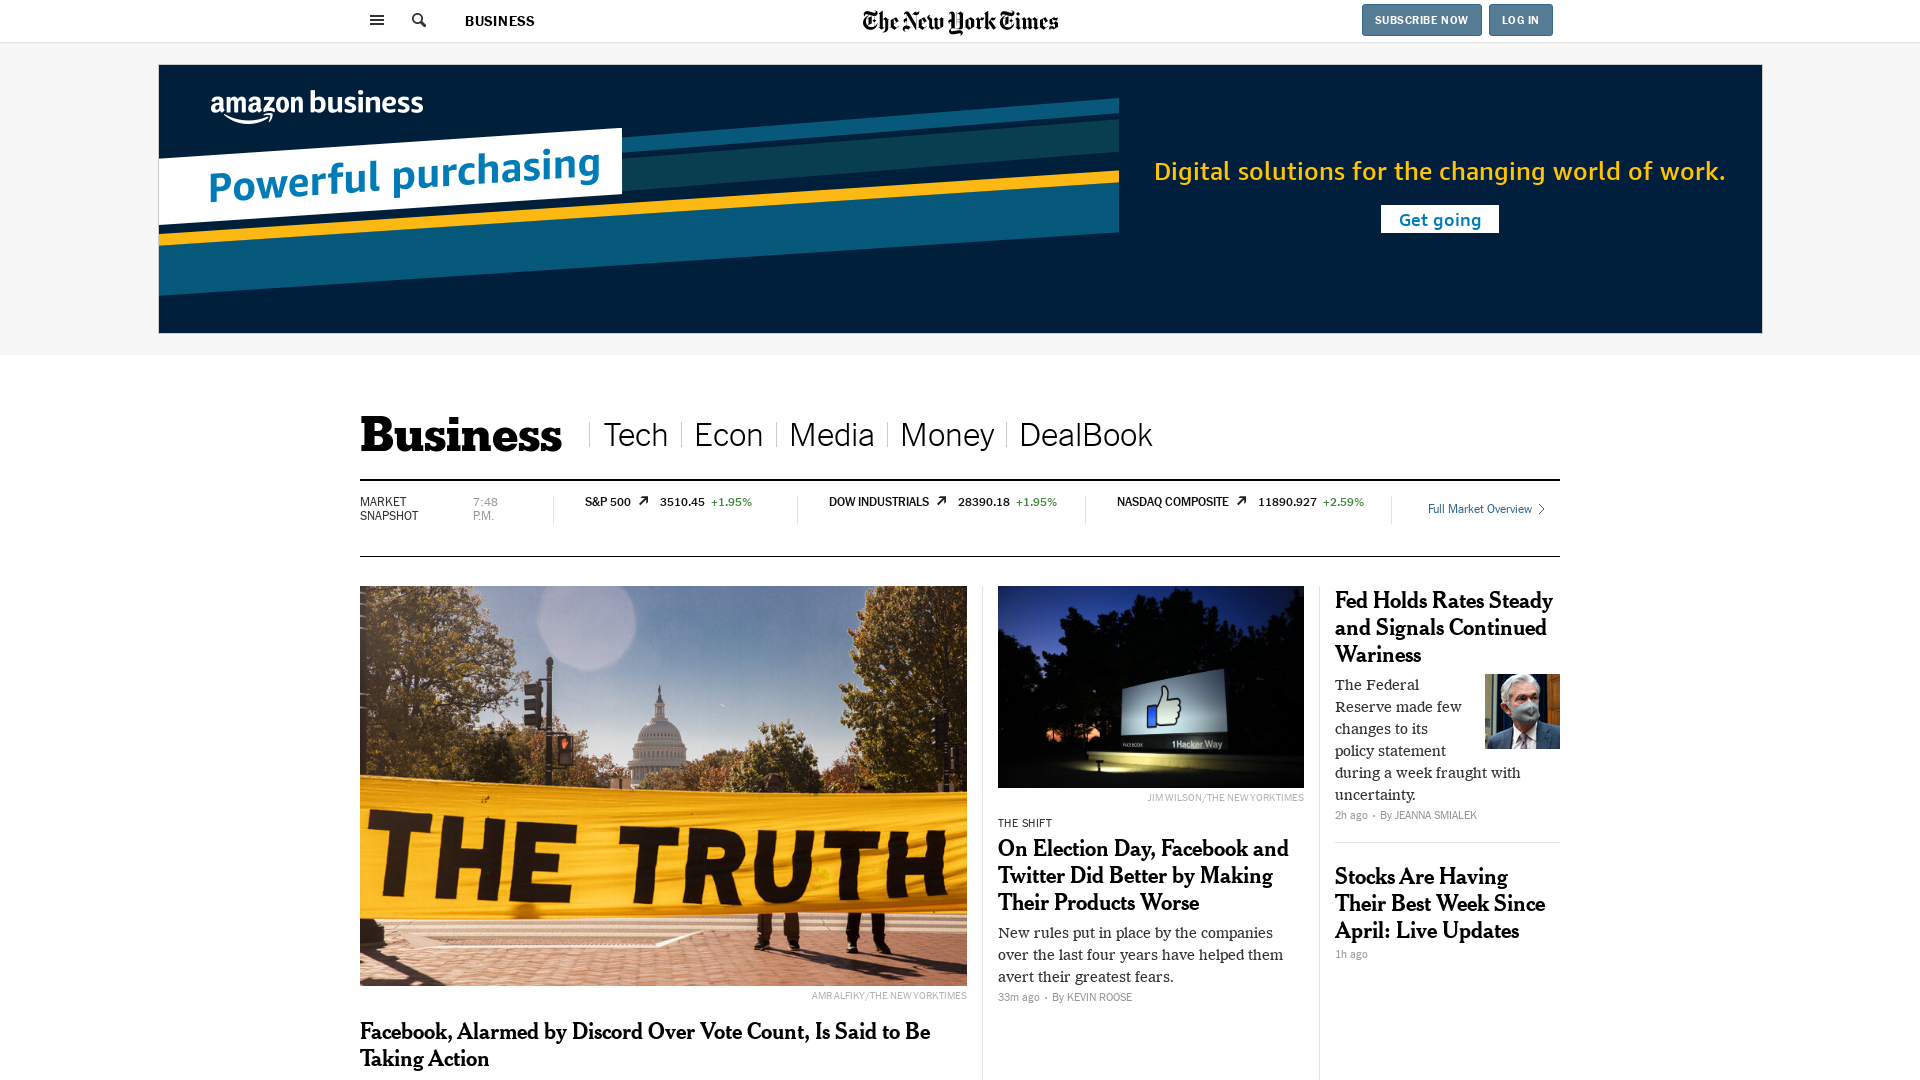 BUSINESS
The New York Times
SUBSCRIBE NOW
LOG IN
amazon business
Powerful purchasing
Digital solutions for the changing world of work.
Get going
Business
Tech
Econ
Media
Money
DealBook
MARKET
SNAPSHOT
7:48
P.M.
S&P 500 3510.45 +1.95%
DOW INDUSTRIALS 28390.18 +1.95%
NASDAQ COMPOSITE 11890.927 +2.59%
Full Market Overview
THE TRUTH
AMR ALFIKY/THE NEW YORK TIMES
Facebook, Alarmed by Discord Over Vote Count, Is Said to Be
Taking Action
FACEBOOK
1 Hacker Way
JIM WILSON/THE NEW YORK TIMES
THE SHIFT
On Election Day, Facebook and
Twitter Did Better by Making
Their Products Worse
New rules put in place by the companies
over the last four years have helped them
avert their greatest fears.
33m ago · By KEVIN ROOSE
Fed Holds Rates Steady
and Signals Continued
Wariness
The Federal
Reserve made few
changes to its
policy statement
during a week fraught with
uncertainty.
2h ago · By JEANNA SMIALEK
Stocks Are Having
Their Best Week Since
April: Live Updates
1h ago